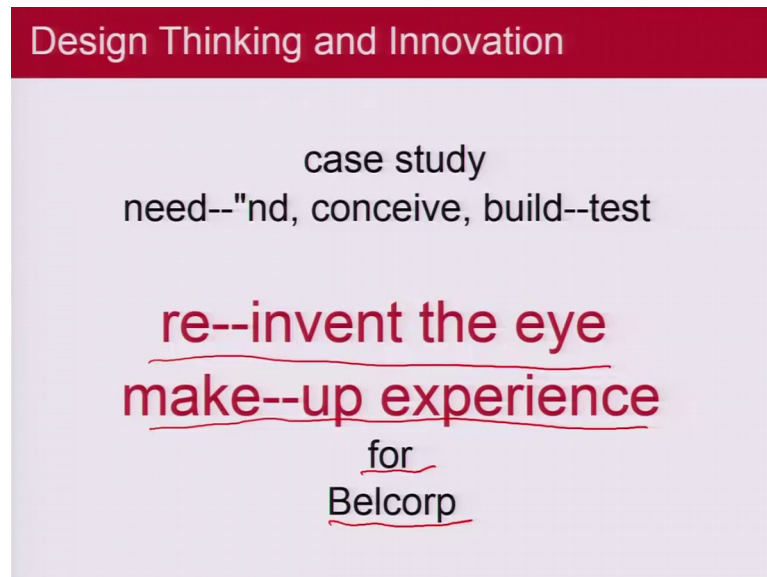 Design Thinking and Innovation
case study
need--"nd, conceive, build--test
re--invent the eye
make--up experience
for
Belcorp